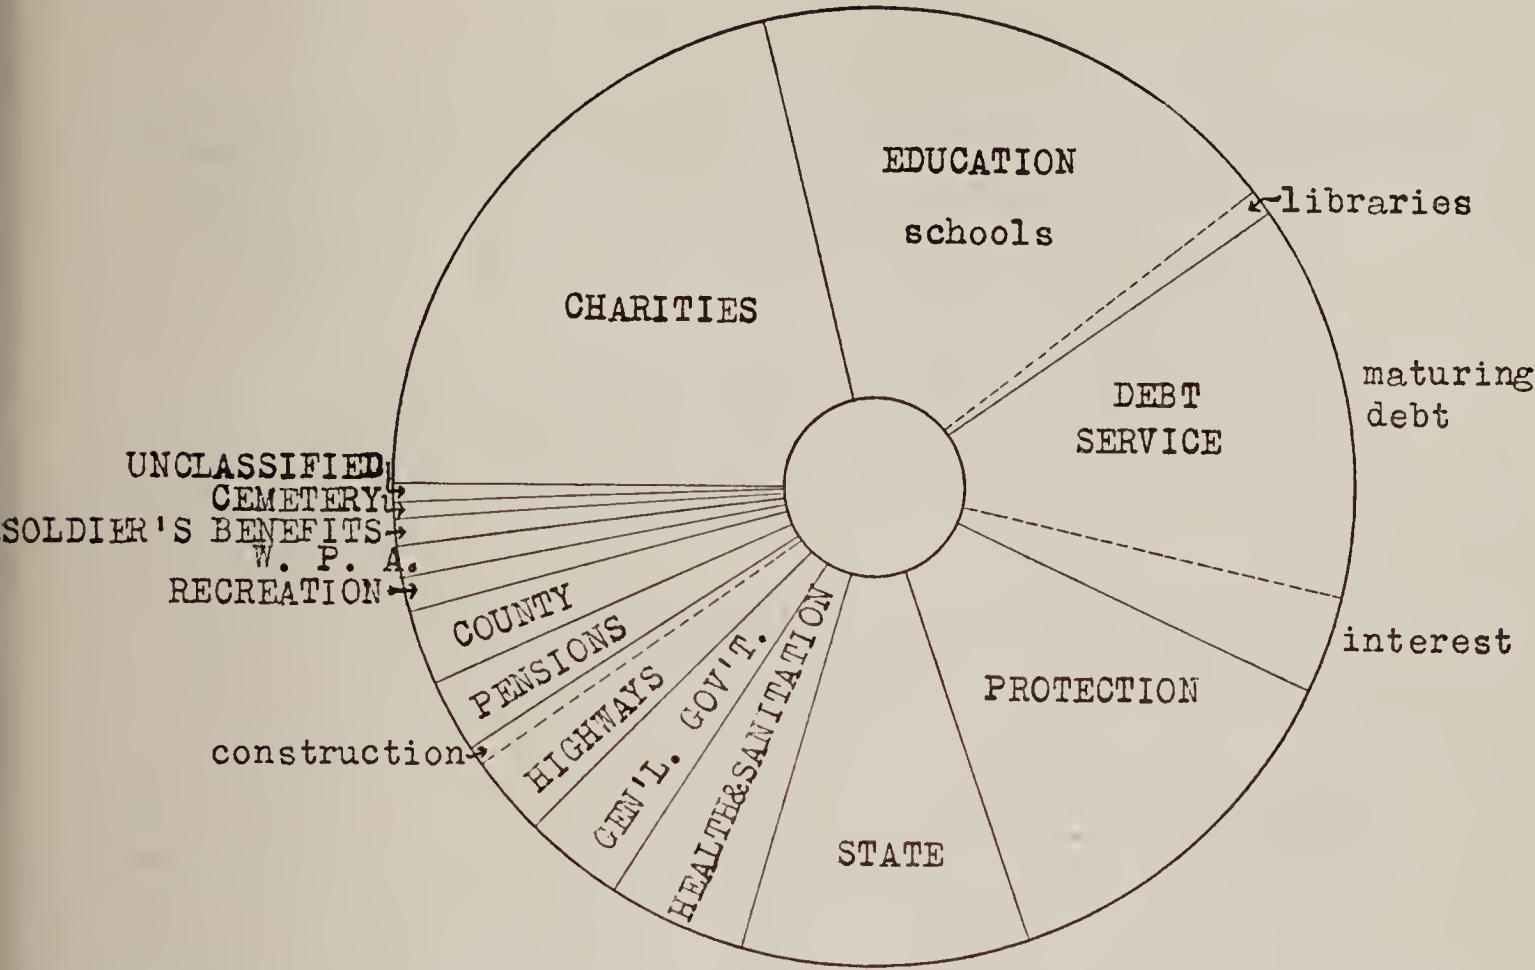 EDUCATION
schools
libraries
CHARITIES
DEBT
SERVICE
maturing
debt
UNCLASSIFIED
CEMETERY
SOLDIER'S BENEFITS
W. P. A.
RECREATION
COUNTY
PENSIONS
construction
HIGHWAYS
GEN'L. GOV'T.
HEALTH&SANITATION
STATE
PROTECTION
interest